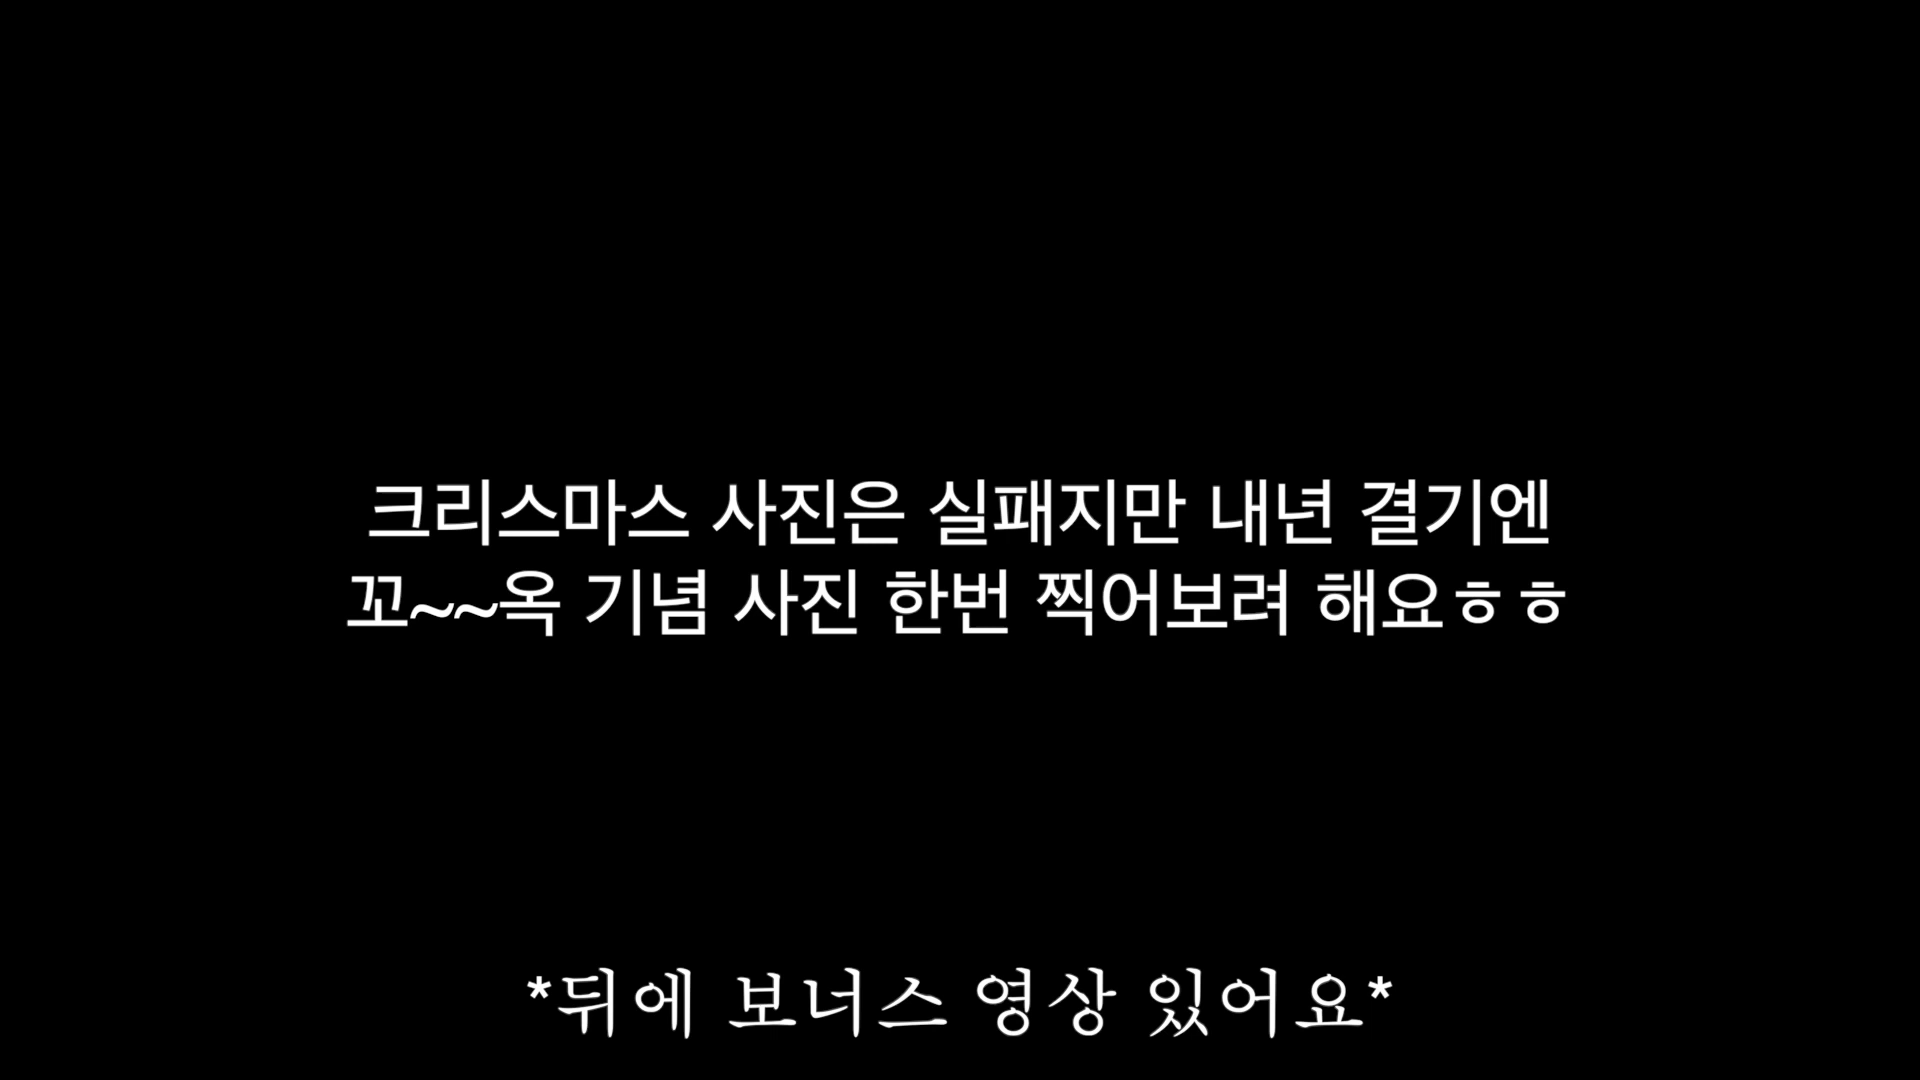 크리스마스 사진은 실패지만 내년 결기엔
꼬~~옥 기념 사진 한번 찍어보려 해요ㅎㅎ
*뒤에 보너스 영상 있어요*